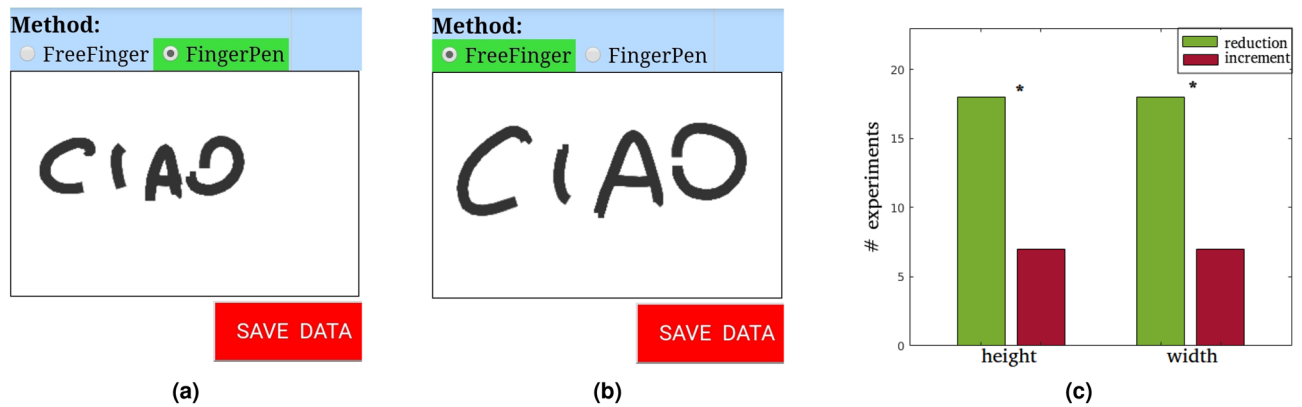 Method:
FreeFinger FingerPen
CIAO
SAVE DATA
(a)
Method:
FreeFinger FingerPen
CIAO
SAVE DATA
(b)
reduction
increment
# experiments
20
15
10
5
0
*
*
height width
(c)